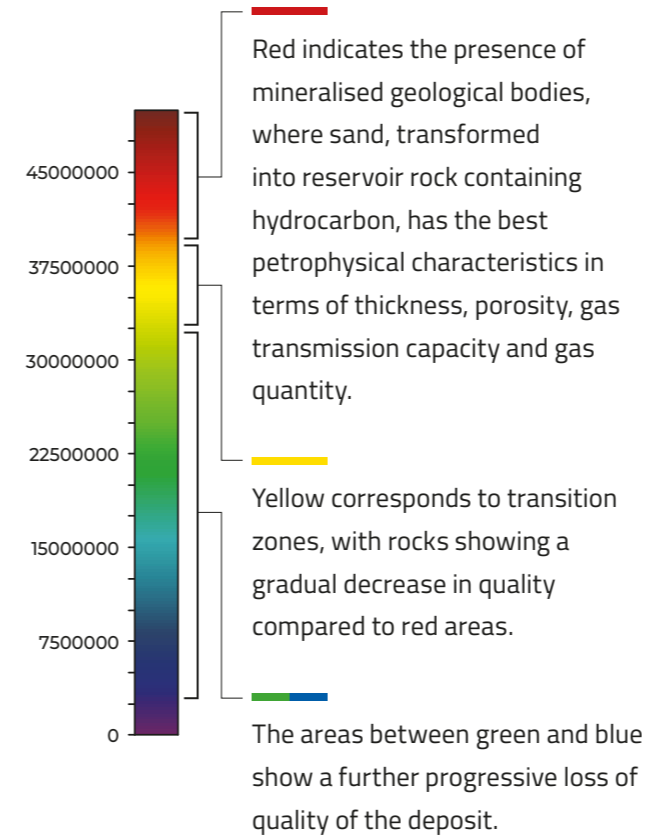 Red indicates the presence of
mineralised geological bodies,
where sand, transformed
into reservoir rock containing
hydrocarbon, has the best
petrophysical characteristics in
terms of thickness, porosity, gas
transmission capacity and gas
quantity.
45000000
37500000
30000000
22500000
15000000
7500000
0
Yellow corresponds to transition
zones, with rocks showing a
gradual decrease in quality
compared to red areas.
The areas between green and blue
show a further progressive loss of
quality of the deposit.